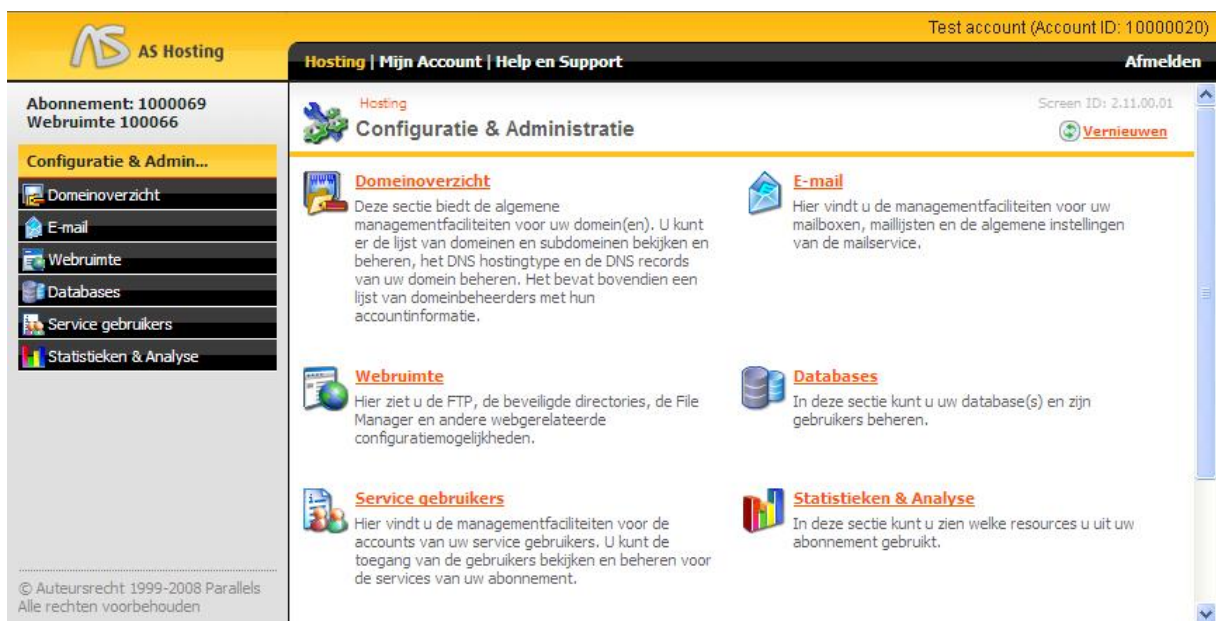 Test account (Account ID: 10000020)
AS AS Hosting
Hosting | Mijn Account | Help en Support
Afmelden
Abonnement: 1000069
Webruimte 100066
Configuratie & Admin...
Domeinoverzicht
E-mail
Webruimte
Databases
Service gebruikers
Statistieken & Analyse
© Auteursrecht 1999-2008 Parallels
Alle rechten voorbehouden
Hosting
Configuratie & Administratie
Screen ID: 2.11.00.01
Vernieuwen
WWW
Domeinoverzicht
Deze sectie biedt de algemene
managementfaciliteiten voor uw domein(en). U kunt
er de lijst van domeinen en subdomeinen bekijken en
beheren, het DNS hostingtype en de DNS records
van uw domein beheren. Het bevat bovendien een
lijst van domeinbeheerders met hun
accountinformatie.
E-mail
Hier vindt u de managementfaciliteiten voor uw
mailboxen, maillijsten en de algemene instellingen
van de mailservice.
Webruimte
Hier ziet u de FTP, de beveiligde directories, de File
Manager en andere webgerelateerde
configuratiemogelijkheden.
Databases
In deze sectie kunt u uw database(s) en zijn
gebruikers beheren.
Service gebruikers
Hier vindt u de managementfaciliteiten voor de
accounts van uw service gebruikers. U kunt de
toegang van de gebruikers bekijken en beheren voor
de services van uw abonnement.
Statistieken & Analyse
In deze sectie kunt u zien welke resources u uit uw
abonnement gebruikt.